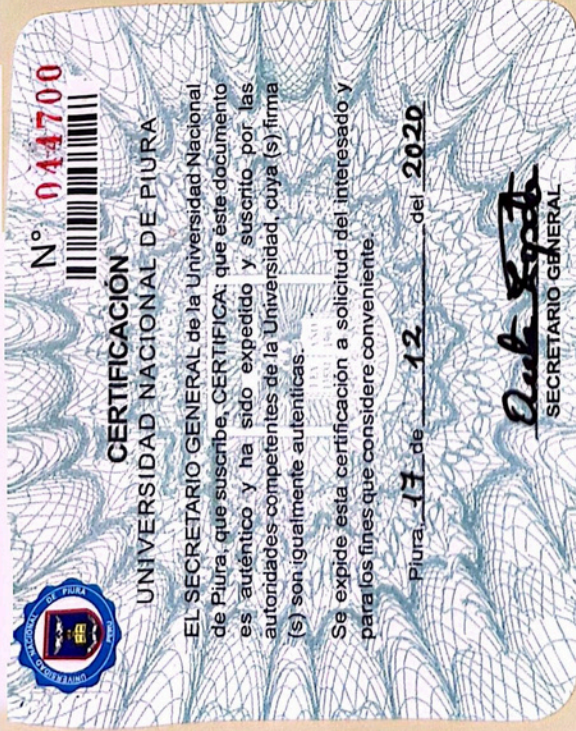 N° 044700
UNIVERSIDAD NACIONAL DE PIURA
PERU
CERTIFICACIÓN
UNIVERSIDAD NACIONAL DE PIURA
EL SECRETARIO GENERAL de la Universidad Nacional
de Piura, que suscribe, CERTIFICA: que éste documento
es auténtico y ha sido expedido y suscrito por las
autoridades competentes de la Universidad, cuya (s) firma
(s) son igualmente autenticas.
Se expide esta certificación a solicitud del interesado y
para los fines que considere conveniente.
Piura, 17 de 12 del 2020
SECRETARIO GENERAL